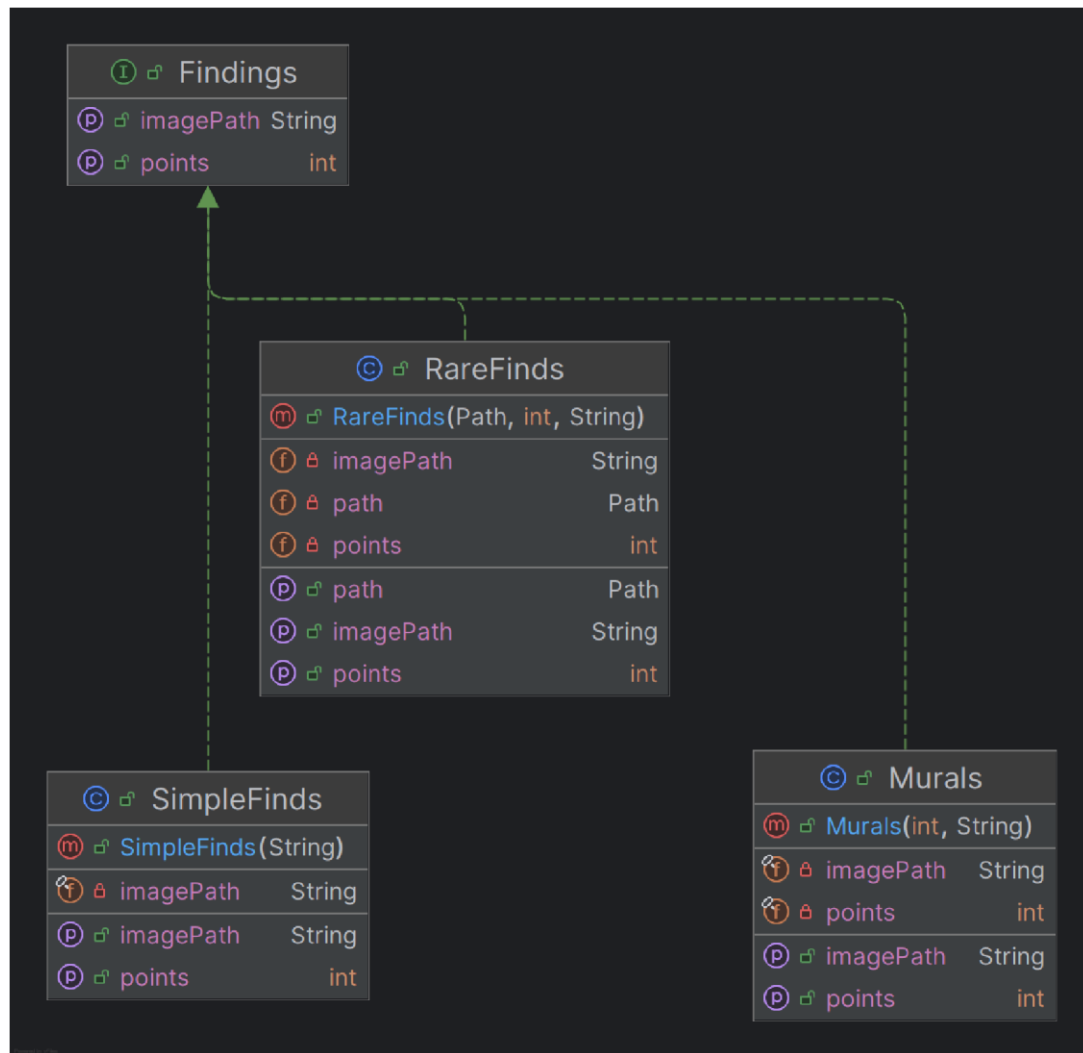 Findings
imagePath String
points int
RareFinds
RareFinds(Path, int, String)
imagePath String
path Path
points int
path Path
imagePath String
points int
SimpleFinds
SimpleFinds(String)
imagePath String
imagePath String
points int
Murals
Murals(int, String)
imagePath String
points int
imagePath String
points int